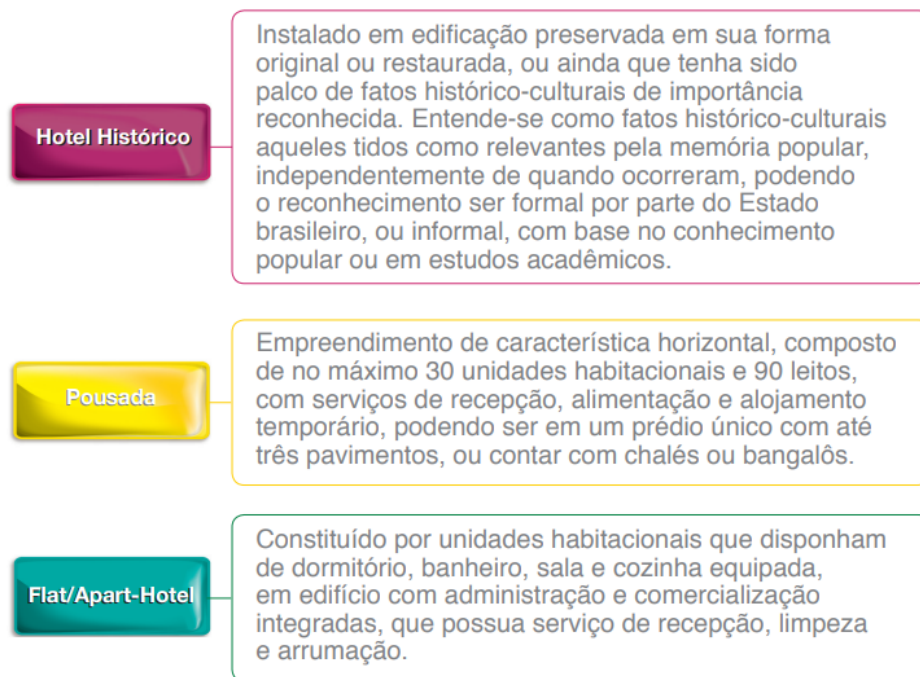 Hotel Histórico
Instalado em edificação preservada em sua forma
original ou restaurada, ou ainda que tenha sido
palco de fatos histórico-culturais de importância
reconhecida. Entende-se como fatos histórico-culturais
aqueles tidos como relevantes pela memória popular,
independentemente de quando ocorreram, podendo
o reconhecimento ser formal por parte do Estado
brasileiro, ou informal, com base no conhecimento
popular ou em estudos acadêmicos.
Pousada
Empreendimento de característica horizontal, composto
de no máximo 30 unidades habitacionais e 90 leitos,
com serviços de recepção, alimentação e alojamento
temporário, podendo ser em um prédio único com até
três pavimentos, ou contar com chalés ou bangalôs.
Flat/Apart-Hotel
Constituído por unidades habitacionais que disponham
de dormitório, banheiro, sala e cozinha equipada,
em edifício com administração e comercialização
integradas, que possua serviço de recepção, limpeza
e arrumação.